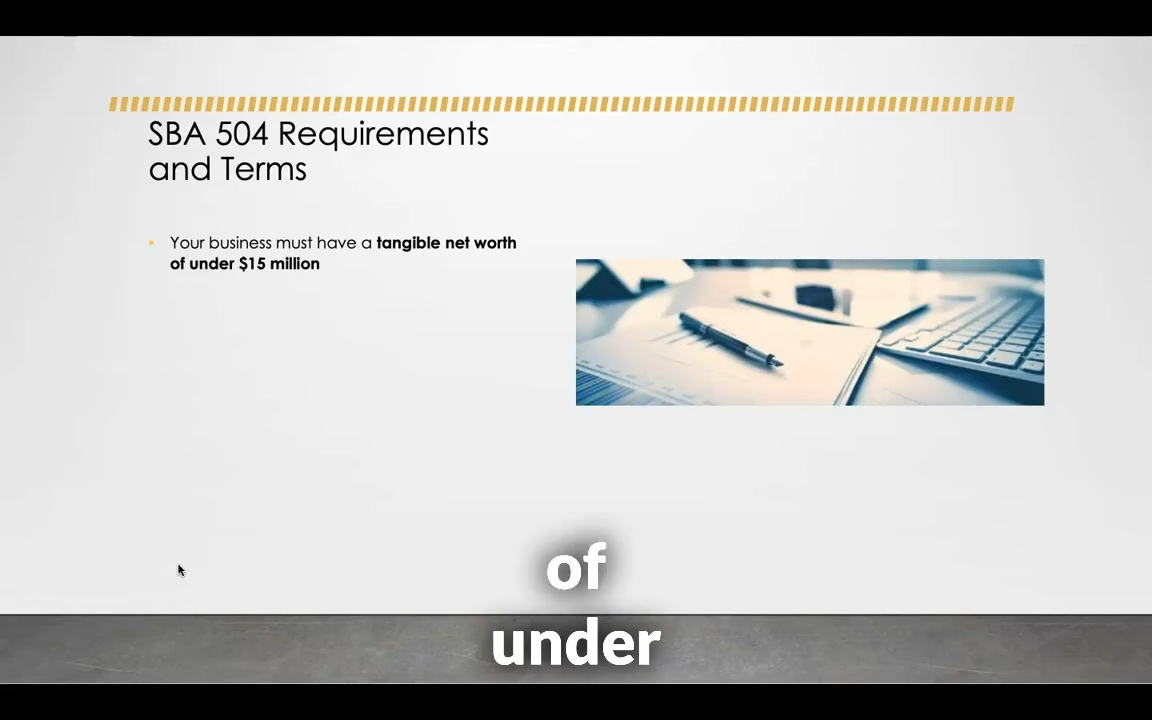 SBA 504 Requirements
and Terms
Your business must have a tangible net worth
of under $15 million
of
under